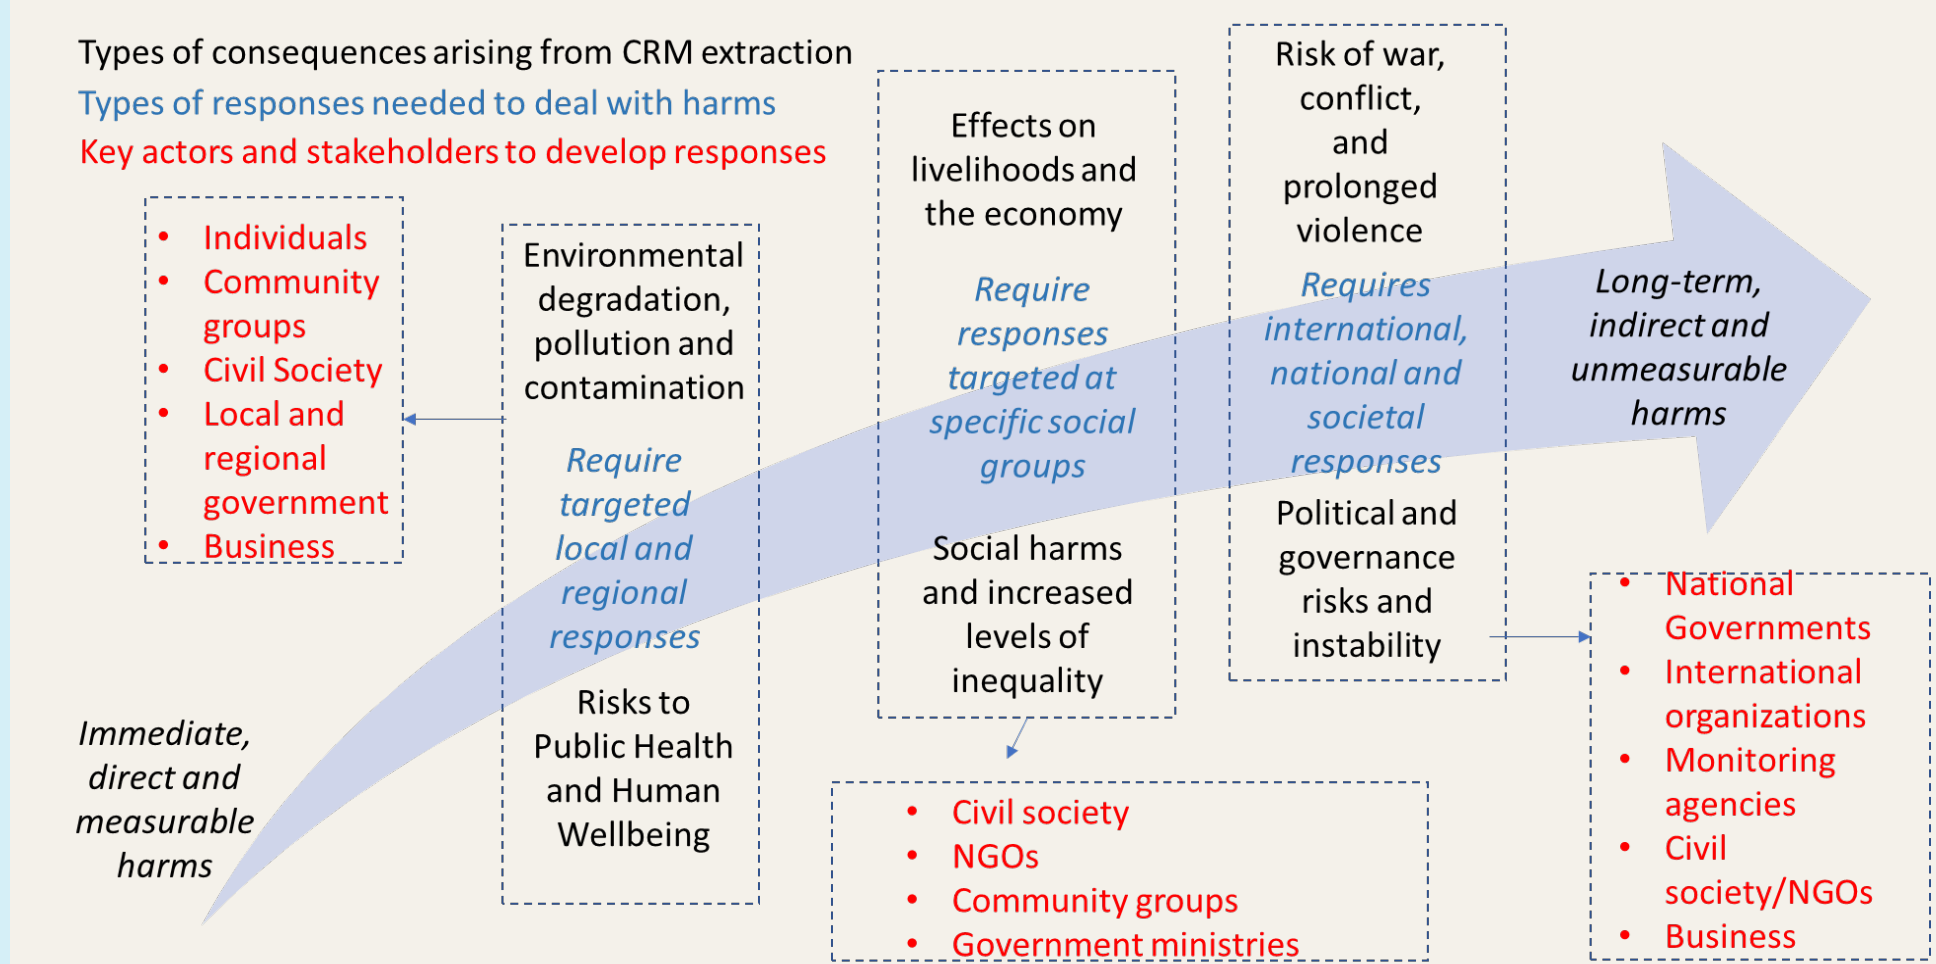 Types of consequences arising from CRM extraction
Types of responses needed to deal with harms
Key actors and stakeholders to develop responses
• Individuals
• Community
groups
• Civil Society
• Local and
regional
government
• Business
Immediate,
direct and
measurable
harms
Environmental
degradation,
pollution and
contamination
Require
targeted
local and
regional
responses
Risks to
Public Health
and Human
Wellbeing
Effects on
livelihoods and
the economy
Require
responses
targeted at
specific social
groups
Social harms
and increased
levels of
inequality
• Civil society
• NGOs
• Community groups
• Government ministries
Risk of war,
conflict,
and
prolonged
violence
Requires
international,
national and
societal
responses
Political and
governance
risks and
instability
Long-term,
indirect and
unmeasurable
harms
• National
Governments
• International
organizations
• Monitoring
agencies
• Civil
society/NGOs
• Business